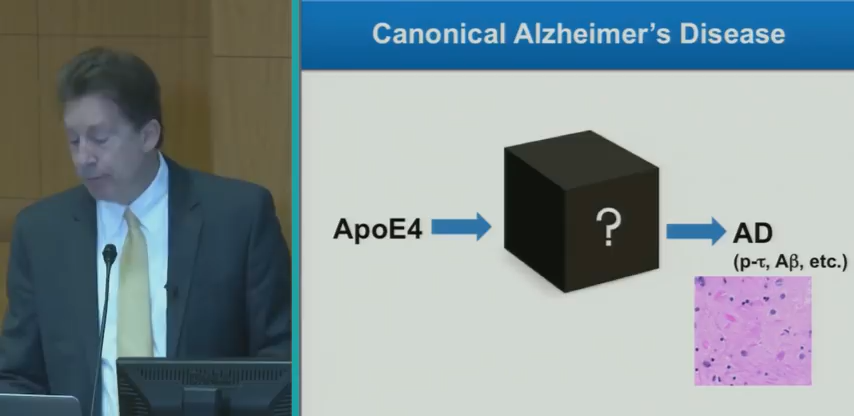 Canonical Alzheimer's Disease
ApoE4
?
AD
(p-τ, Aβ, etc.)